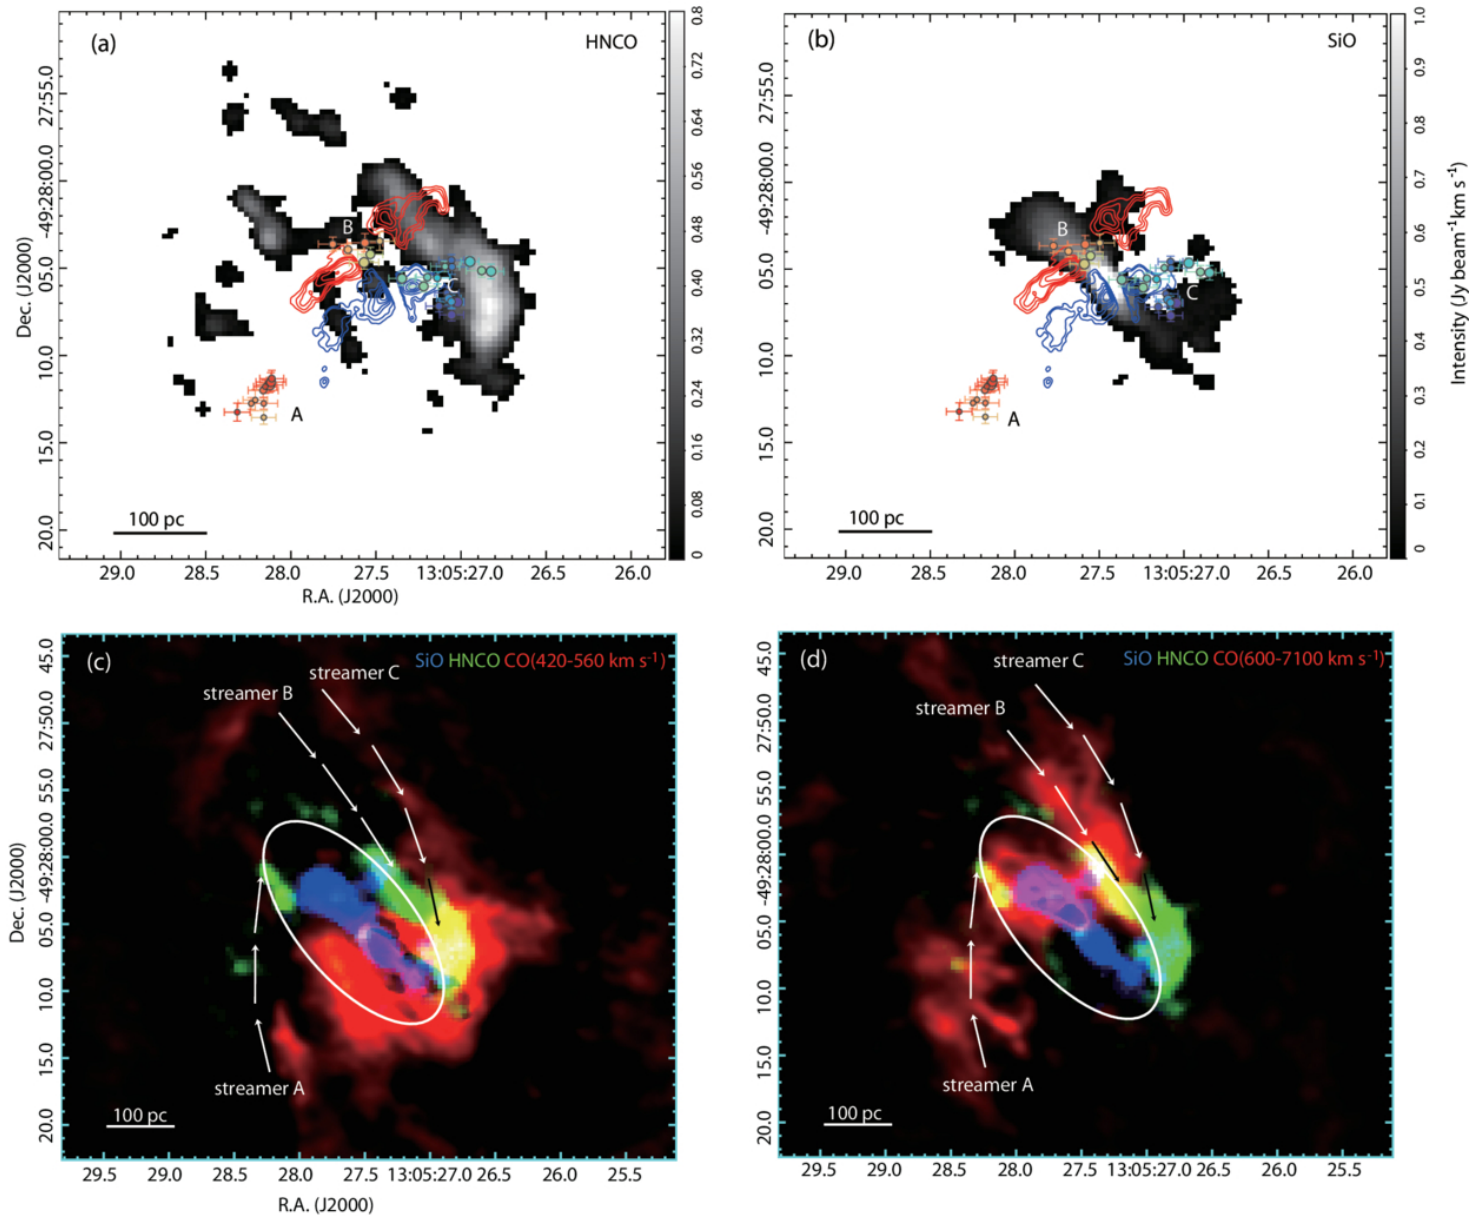 (a)
HNCO
B
C
A
100 pc
27:55.0
-49:28:00.0
05.0
10.0
15.0
20.0
Dec. (J2000)
29.0 28.5 28.0 27.5 13:05:27.0 26.5 26.0
R.A. (J2000)
0.8
0.72
0.64
0.56
0.48
0.40
0.32
0.24
0.16
0.08
0
(b)
SiO
B
C
A
100 pc
27:55.0
-49:28:00.0
05.0
10.0
15.0
20.0
29.0 28.5 28.0 27.5 13:05:27.0 26.5 26.0
1.0
0.9
0.8
0.7
0.6
0.5
0.4
0.3
0.2
0.1
0
Intensity (Jy beam⁻¹km s⁻¹)
(c)
SiO HNCO CO(420-560 km s⁻¹)
streamer C
streamer B
streamer A
100 pc
45.0
27:50.0
55.0
-49:28:00.0
05.0
10.0
15.0
20.0
Dec. (J2000)
29.5 29.0 28.5 28.0 27.5 13:05:27.0 26.5 25.5
R.A. (J2000)
(d)
SiO HNCO CO(600-7100 km s⁻¹)
streamer C
streamer B
streamer A
100 pc
45.0
27:50.0
55.0
-49:28:00.0
05.0
10.0
15.0
20.0
29.5 29.0 28.5 28.0 27.5 13:05:27.0 26.5 25.5